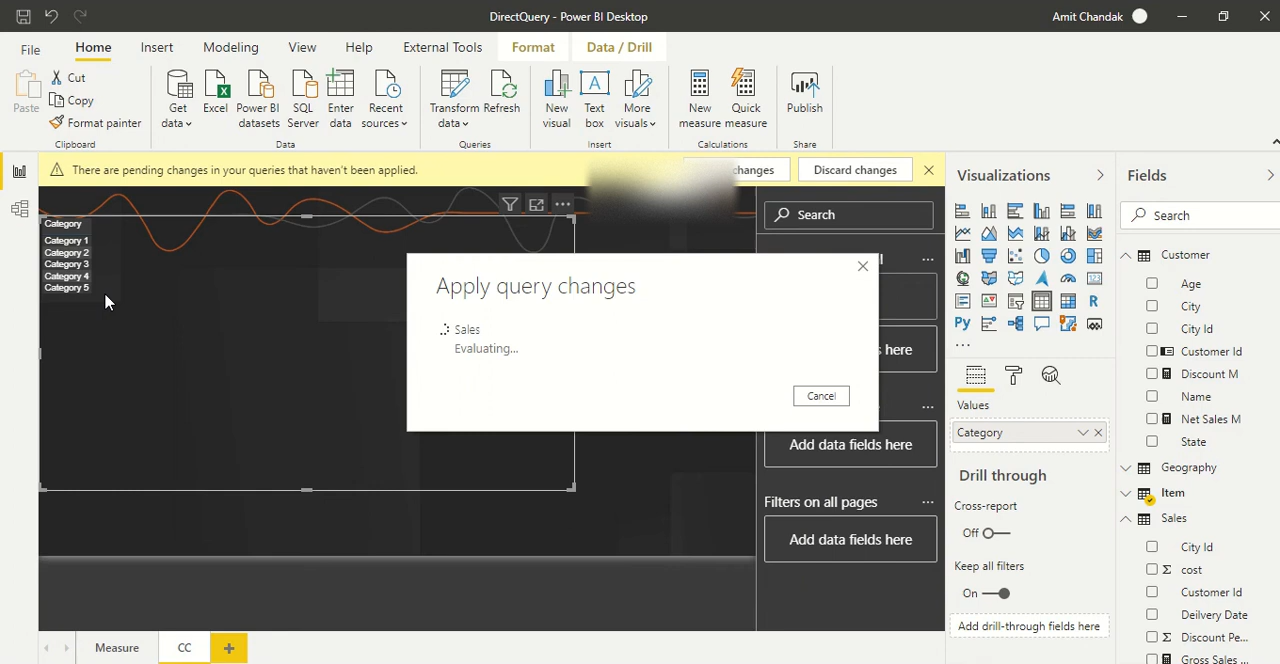 DirectQuery - Power BI Desktop
Amit Chandak
File
Home
Insert
Modeling
View
Help
External Tools
Format
Data / Drill
Paste
Cut
Copy
Format painter
Clipboard
Get data
Excel
Power BI datasets
SQL Server
Enter data
Recent sources
Data
Transform data
Refresh
Queries
New visual
Text box
More visuals
Insert
New measure
Quick measure
Calculations
Publish
Share
There are pending changes in your queries that haven't been applied.
changes
Discard changes
Category
Category 1
Category 2
Category 3
Category 4
Category 5
Apply query changes
Sales
Evaluating...
Cancel
Search
here
Add data fields here
Filters on all pages
Add data fields here
Visualizations
R
Py
Values
Category
Drill through
Cross-report
Off
Keep all filters
On
Add drill-through fields here
Fields
Search
Customer
Age
City
City Id
Customer Id
Discount M
Name
Net Sales M
State
Geography
Item
Sales
City Id
cost
Customer Id
Deilvery Date
Discount Pe...
Gross Sales ...
Measure
CC